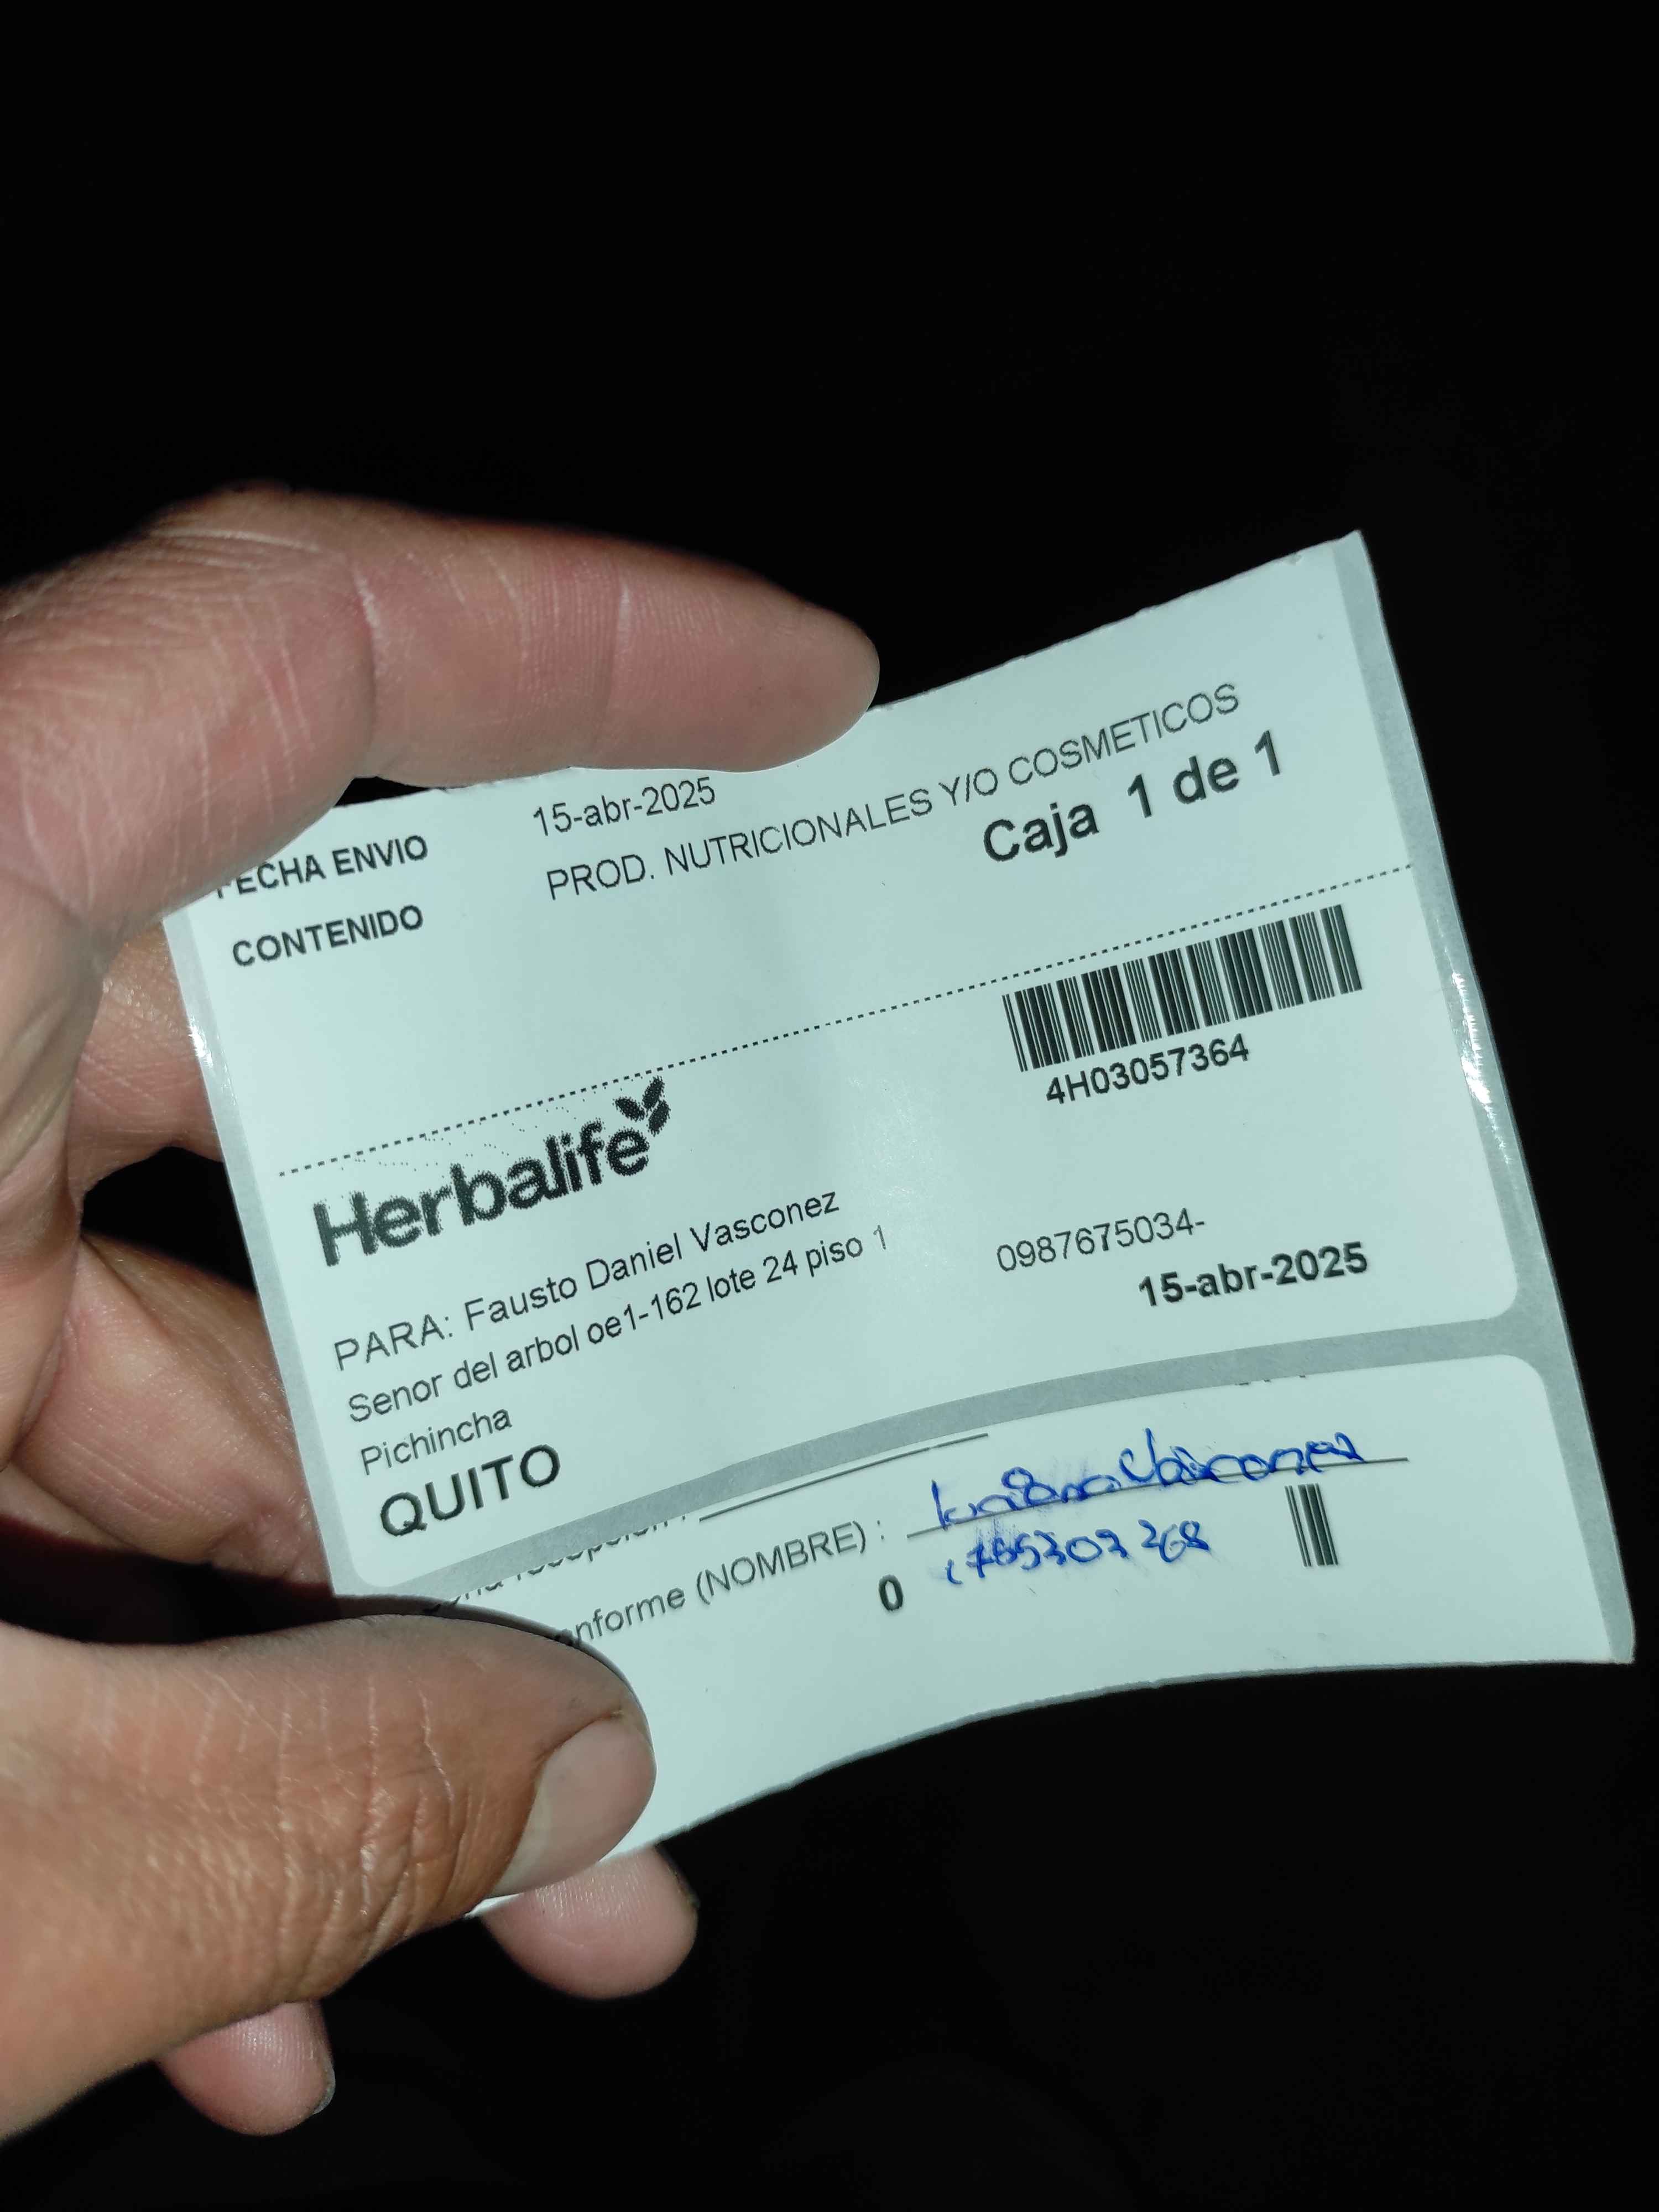 FECHA ENVIO 15-abr-2025
CONTENIDO PROD. NUTRICIONALES Y/O COSMETICOS
Caja 1 de 1
4H03057364
Herbalife
PARA: Fausto Daniel Vasconez 0987675034-
Senor del arbol oe1-162 lote 24 piso 1 15-abr-2025
Pichincha
QUITO
(NOMBRE) :
0